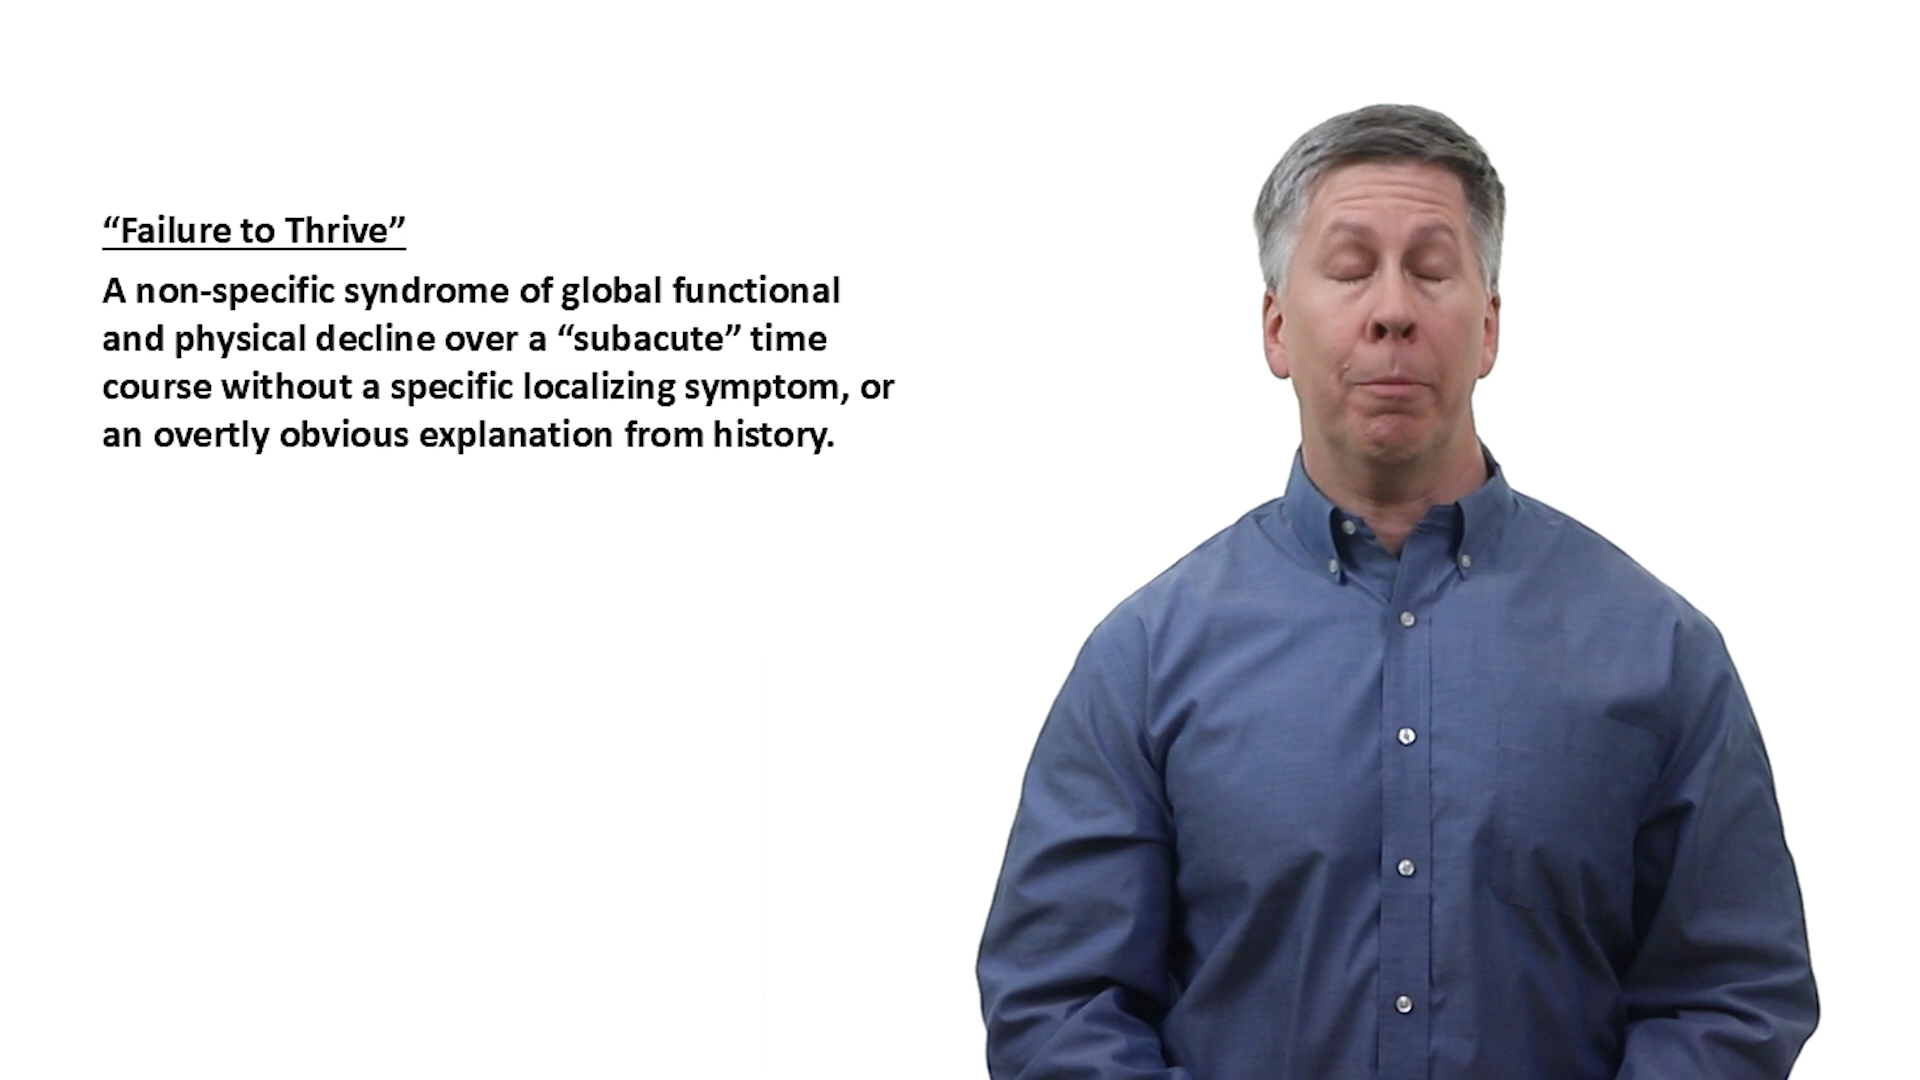 “Failure to Thrive”
A non-specific syndrome of global functional
and physical decline over a “subacute” time
course without a specific localizing symptom, or
an overtly obvious explanation from history.